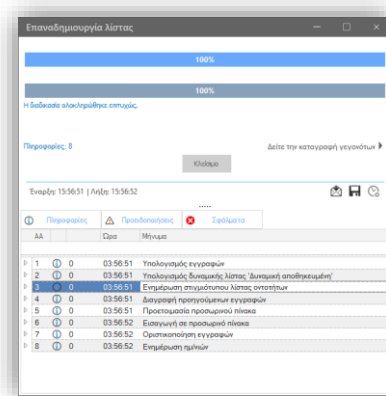 Επαναδημιουργία λίστας
100%
100%
Η διαδικασία ολοκληρώθηκε επιτυχώς.
Πληροφορίες: 8 Δείτε την καταγραφή γεγονότων
Κλείσιμο
Έναρξη: 15:56:51 | Λήξη: 15:56:52
Πληροφορίες Προειδοποιήσεις Σφάλματα
ΑΑ Ώρα Μήνυμα
1 0 03:56:51 Υπολογισμός εγγραφών
2 0 03:56:51 Υπολογισμός δυναμικής λίστας 'Δυναμική αποθηκευμένη'
3 0 03:56:51 Ενημέρωση στιγμιότυπου λίστας οντοτήτων
4 0 03:56:51 Διαγραφή προηγούμενων εγγραφών
5 0 03:56:51 Προετοιμασία προσωρινού πίνακα
6 0 03:56:52 Εισαγωγή σε προσωρινό πίνακα
7 0 03:56:52 Οριστικοποίηση εγγραφών
8 0 03:56:52 Ενημέρωση ημ/νιών